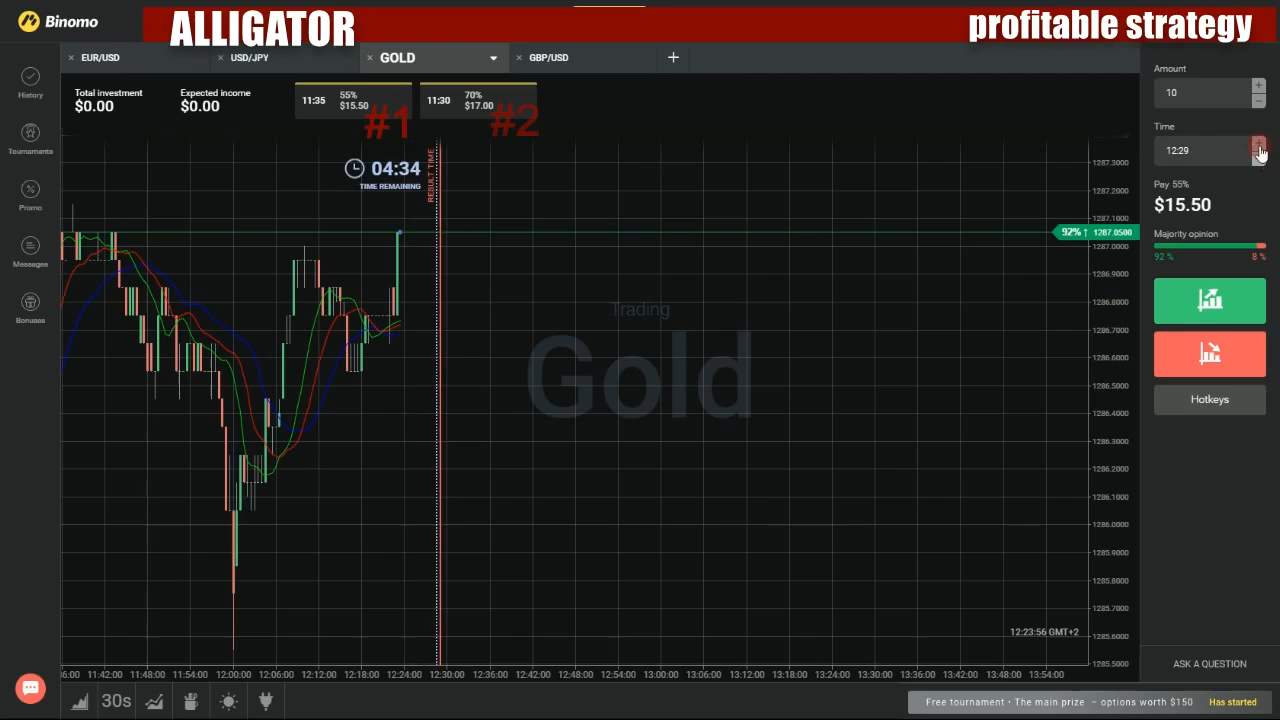 Binomo
ALLIGATOR
profitable strategy
EUR/USD
USD/JPY
GOLD
GBP/USD
Total investment
$0.00
Expected income
$0.00
11:35
55%
$15.50
11:30
70%
$17.00
#1
#2
History
Tournaments
Promo
Messages
Bonuses
04:34
TIME REMAINING
RESULT TIME
Trading
Gold
1287.3000
1287.2000
1287.1000
92% ↑ 1287.0500
1287.0000
1286.9000
1286.8000
1286.7000
1286.6000
1286.5000
1286.4000
1286.3000
1286.2000
1286.1000
1286.0000
1285.9000
1285.8000
1285.7000
1285.6000
1285.5000
12:23:56 GMT+2
11:42:00 11:48:00 11:54:00 12:00:00 12:06:00 12:12:00 12:18:00 12:24:00 12:30:00 12:36:00 12:42:00 12:48:00 12:54:00 13:00:00 13:06:00 13:12:00 13:18:00 13:24:00 13:30:00 13:36:00 13:42:00 13:48:00 13:54:00
30s
Amount
10
Time
12:29
Pay 55%
$15.50
Majority opinion
92 % 8 %
Hotkeys
ASK A QUESTION
Free tournament • The main prize – options worth $150 Has started